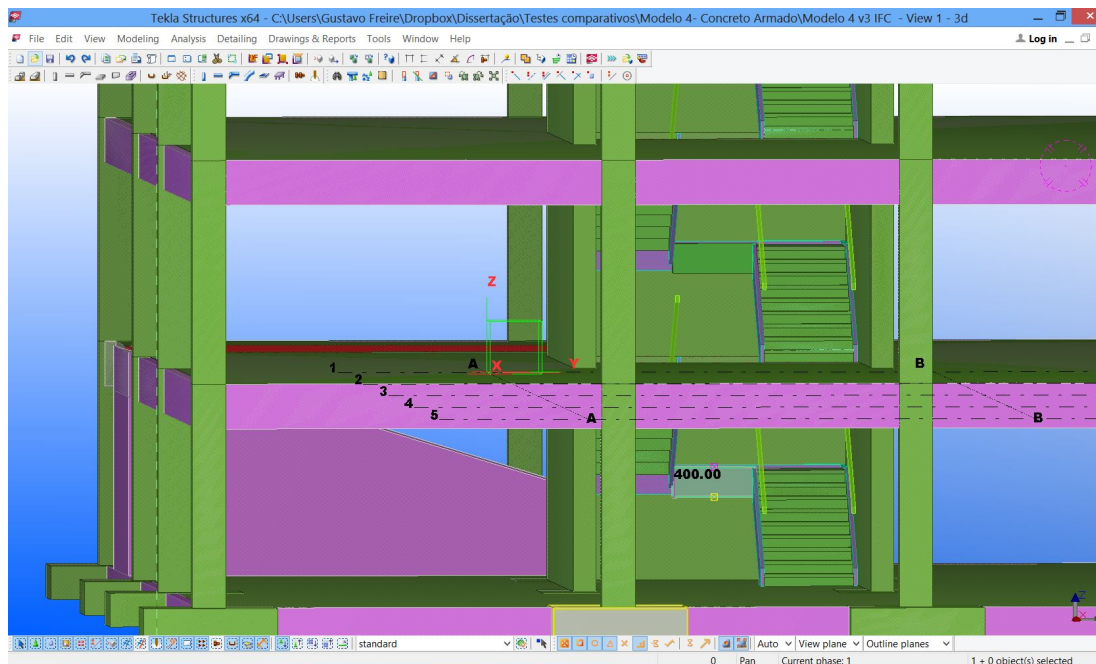 Tekla Structures x64 - C:\Users\Gustavo Freire\Dropbox\Dissertação\Testes comparativos\Modelo 4- Concreto Armado\Modelo 4 v3 IFC - View 1 - 3d
File Edit View Modeling Analysis Detailing Drawings & Reports Tools Window Help Log in
Z
1 A X Y B
2
3
4 A B
5
400.00
Z
X
standard Auto View plane Outline planes
0 Pan Current phase: 1 1 + 0 object(s) selected